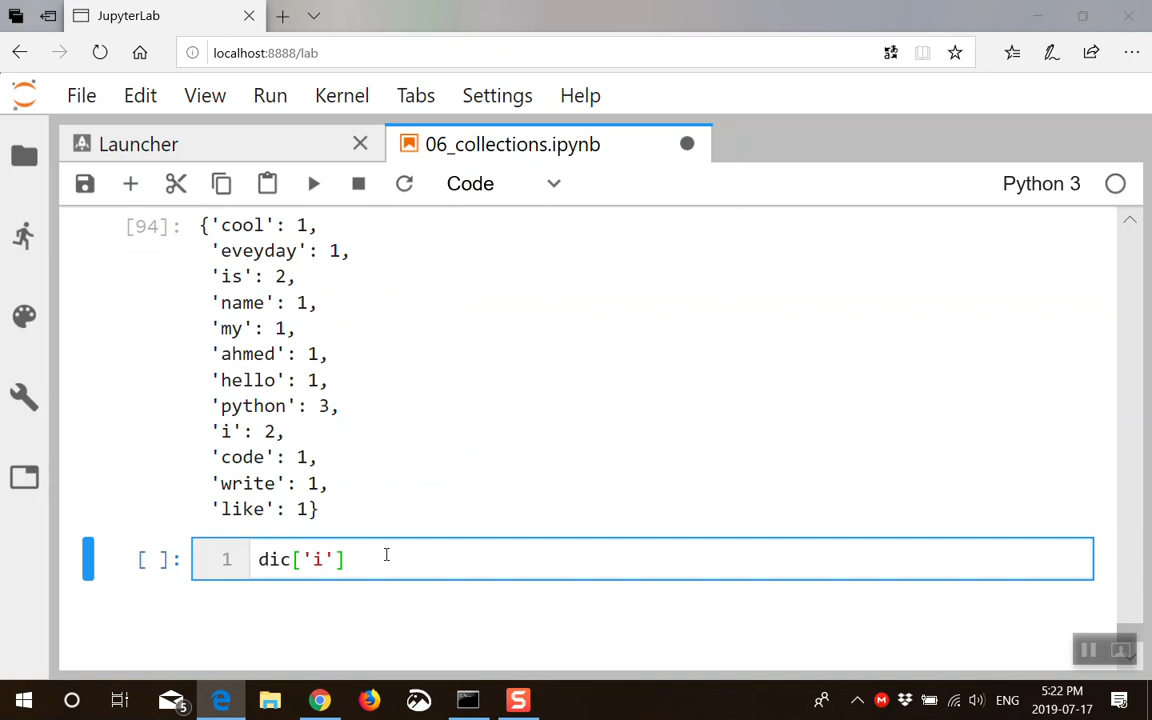 JupyterLab
localhost:8888/lab
File Edit View Run Kernel Tabs Settings Help
Launcher
06_collections.ipynb
Code
Python 3
[94]: {'cool': 1,
'eveyday': 1,
'is': 2,
'name': 1,
'my': 1,
'ahmed': 1,
'hello': 1,
'python': 3,
'i': 2,
'code': 1,
'write': 1,
'like': 1}
[ ]: 1 dic['i']
5
S
M
ENG
5:22 PM
2019-07-17